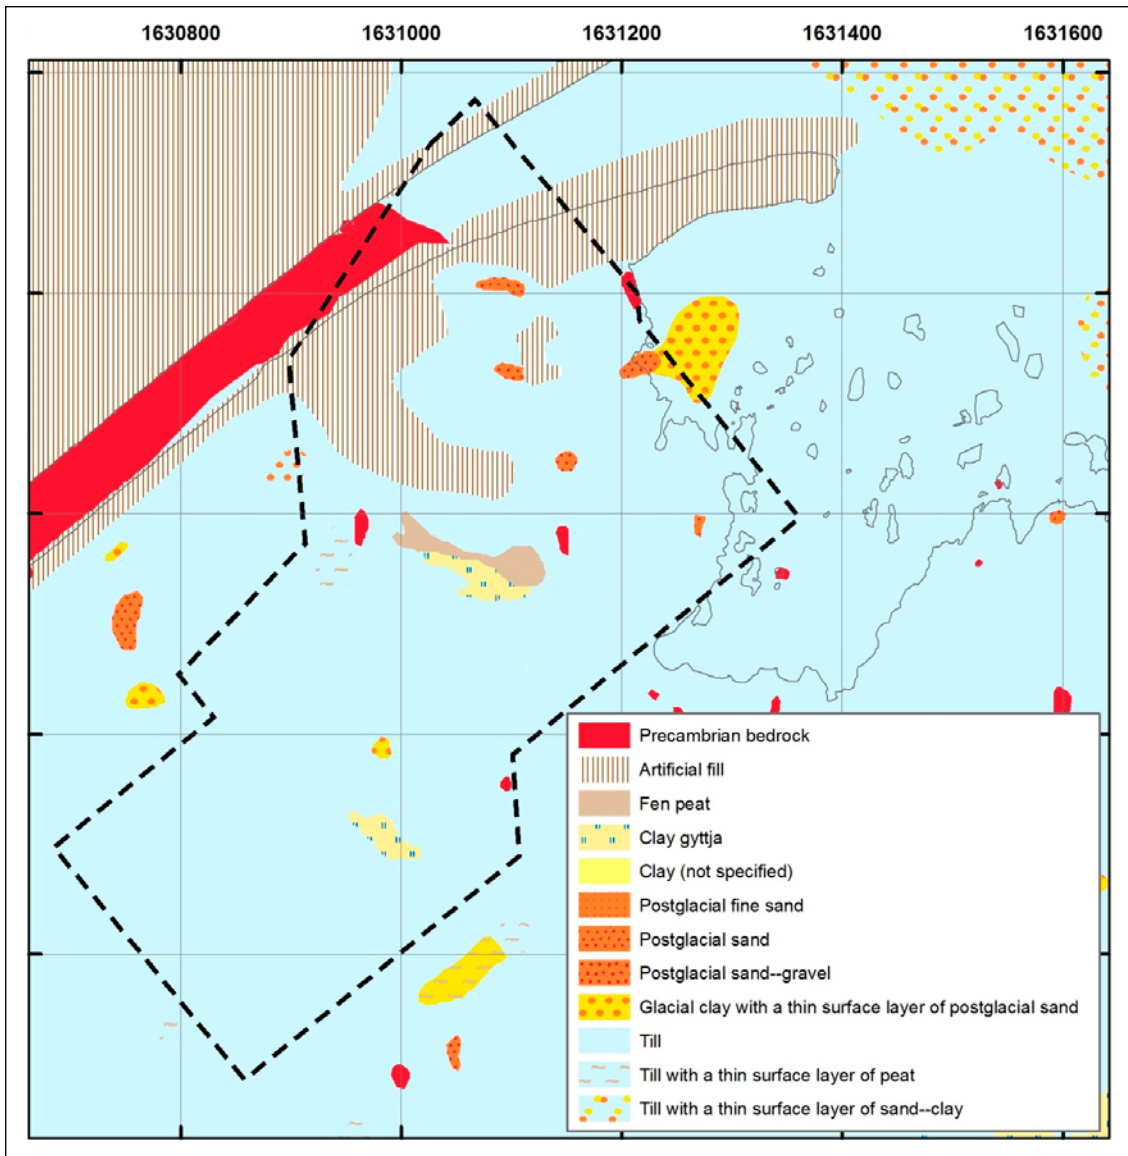 1630800 1631000 1631200 1631400 1631600
Precambrian bedrock
Artificial fill
Fen peat
Clay gyttja
Clay (not specified)
Postglacial fine sand
Postglacial sand
Postglacial sand--gravel
Glacial clay with a thin surface layer of postglacial sand
Till
Till with a thin surface layer of peat
Till with a thin surface layer of sand--clay